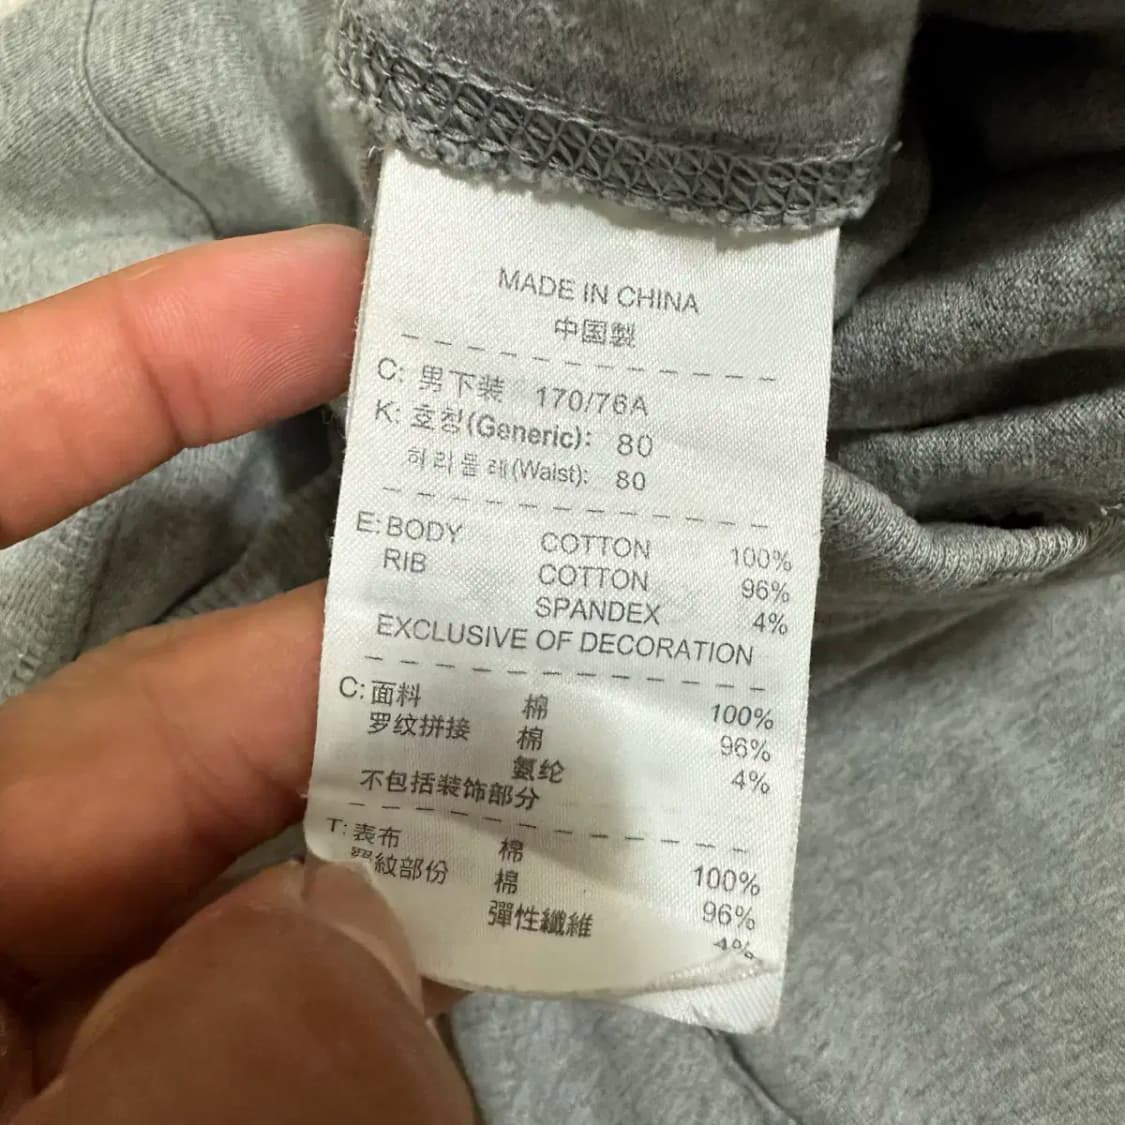 MADE IN CHINA
中国製
C: 男下装 170/76A
K: 호칭(Generic): 80
허리둘레(Waist): 80
E: BODY COTTON 100%
RIB COTTON 96%
SPANDEX 4%
EXCLUSIVE OF DECORATION
C: 面料 棉 100%
罗纹拼接 棉 96%
氨纶 4%
不包括装饰部分
T: 表布 棉 100%
羅紋部份 棉 96%
彈性纖維 4%